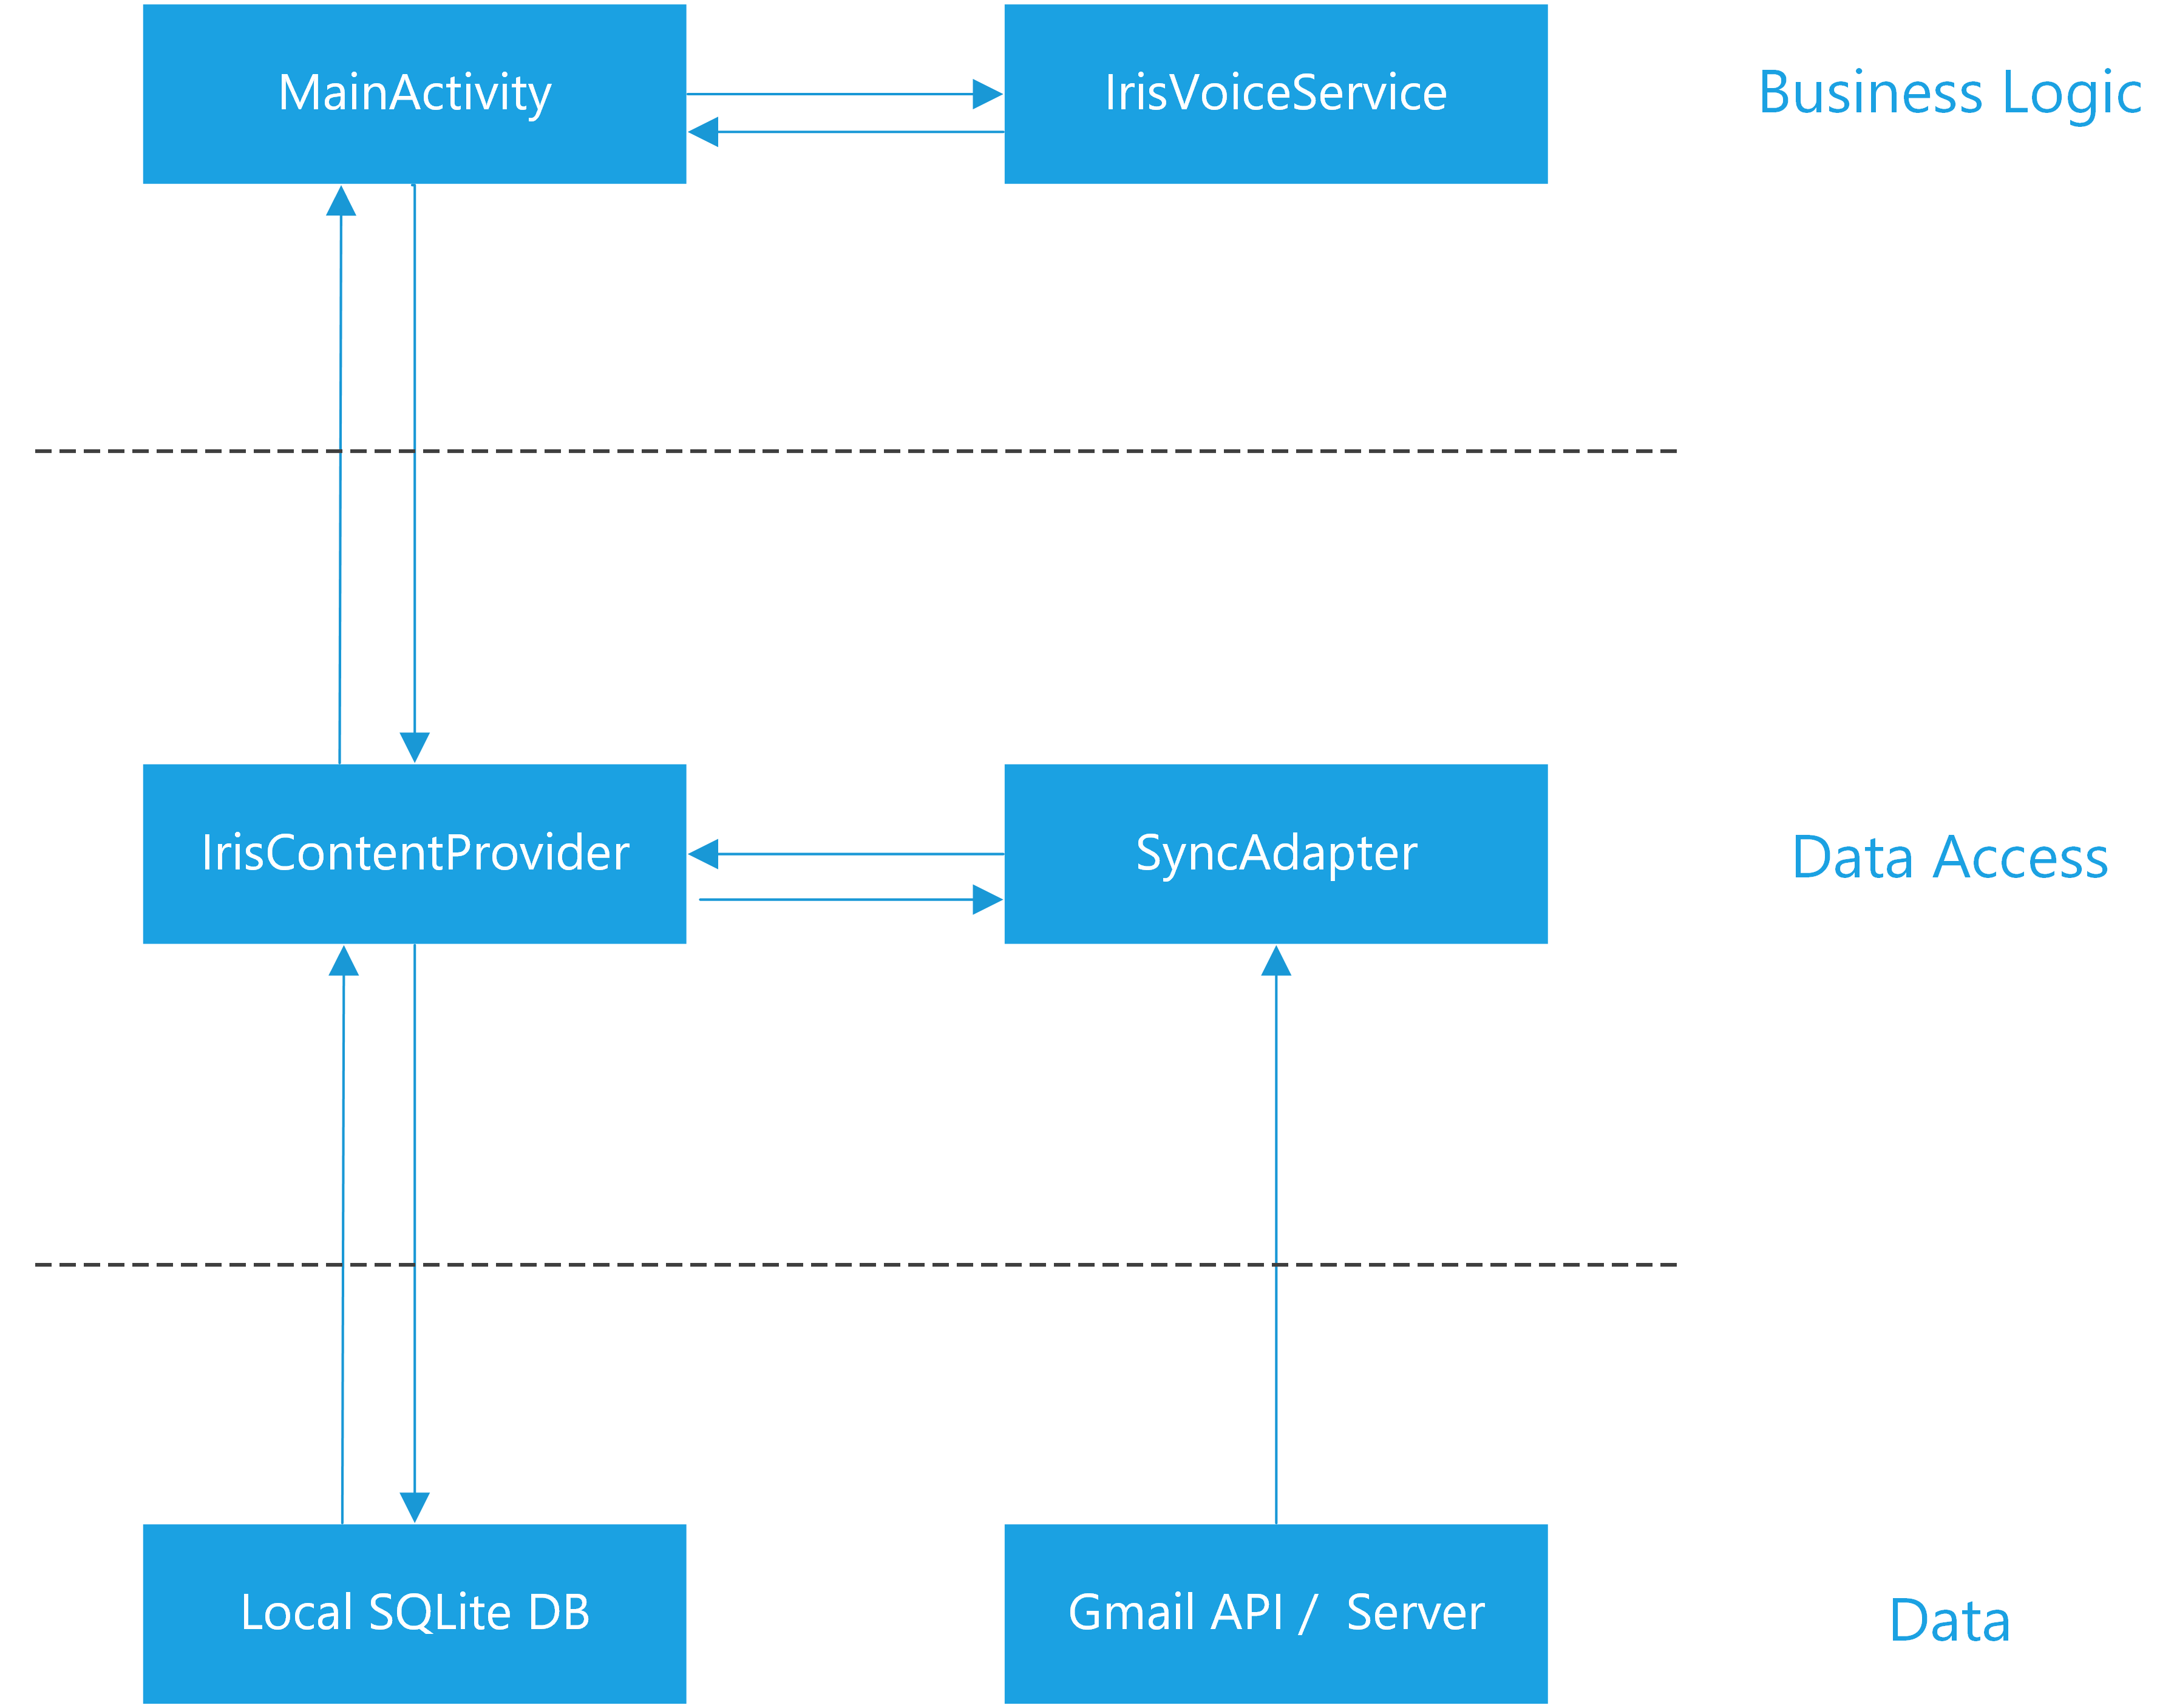 MainActivity
IrisVoiceService
Business Logic
IrisContentProvider
SyncAdapter
Data Access
Local SQLite DB
Gmail API /  Server
Data